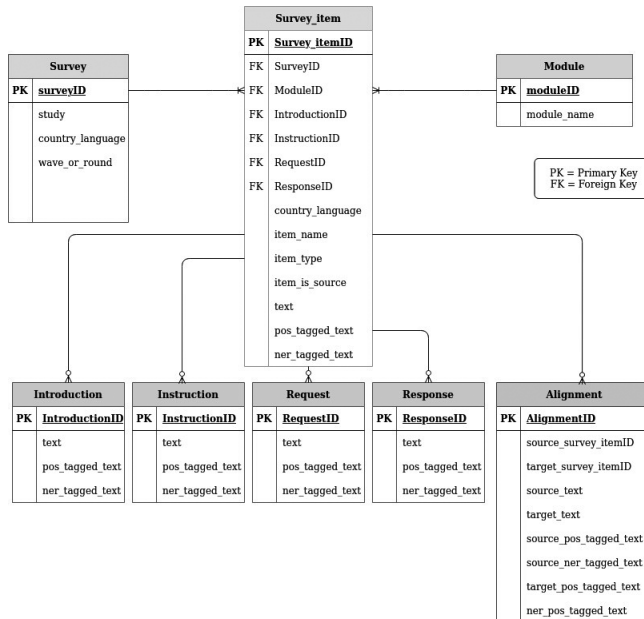 Survey_item
PK Survey_itemID
FK SurveyID
FK ModuleID
FK IntroductionID
FK InstructionID
FK RequestID
FK ResponseID
country_language
item_name
item_type
item_is_source
text
pos_tagged_text
ner_tagged_text
Survey
PK surveyID
study
country_language
wave_or_round
Module
PK moduleID
module_name
PK = Primary Key
FK = Foreign Key
Introduction
PK IntroductionID
text
pos_tagged_text
ner_tagged_text
Instruction
PK InstructionID
text
pos_tagged_text
ner_tagged_text
Request
PK RequestID
text
pos_tagged_text
ner_tagged_text
Response
PK ResponseID
text
pos_tagged_text
ner_tagged_text
Alignment
PK AlignmentID
source_survey_itemID
target_survey_itemID
source_text
target_text
source_pos_tagged_text
source_ner_tagged_text
target_pos_tagged_text
ner_pos_tagged_text